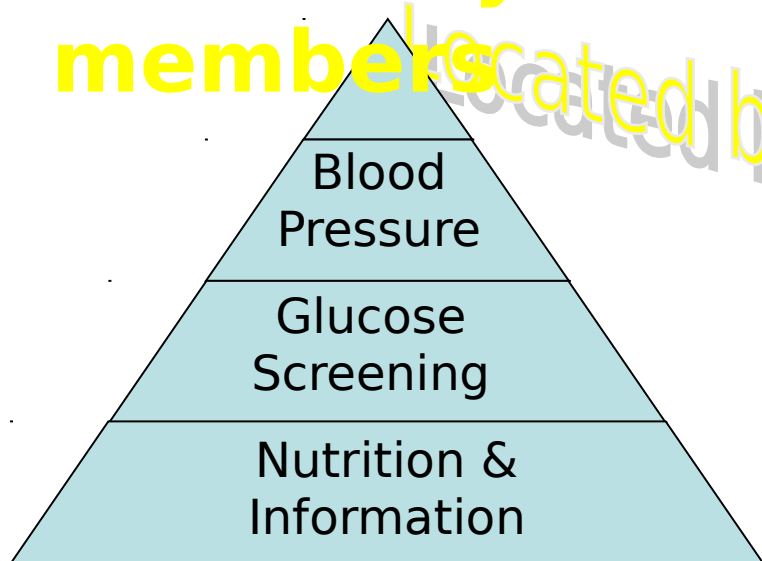 members
Located
Blood
Pressure
Glucose
Screening
Nutrition &
Information